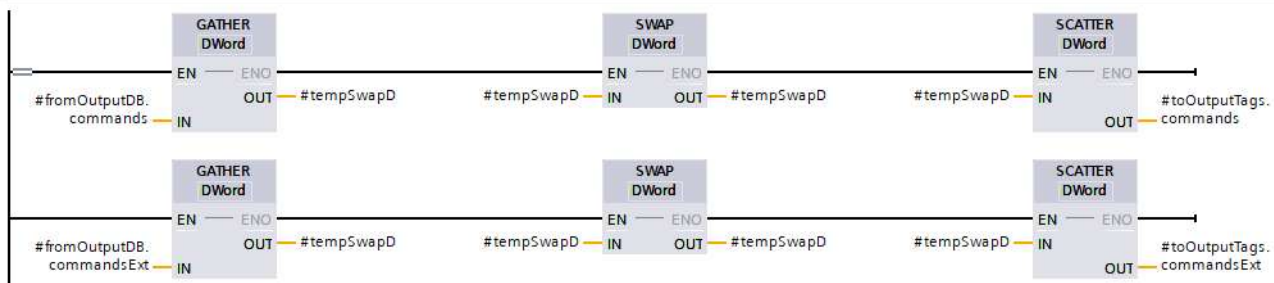 GATHER SWAP SCATTER
DWord DWord DWord
EN ENO EN ENO EN ENO
#fromOutputDB. OUT #tempSwapD #tempSwapD IN OUT #tempSwapD #tempSwapD IN #toOutputTags.
commands IN OUT commands
GATHER SWAP SCATTER
DWord DWord DWord
EN ENO EN ENO EN ENO
#fromOutputDB. OUT #tempSwapD #tempSwapD IN OUT #tempSwapD #tempSwapD IN #toOutputTags.
commandsExt IN OUT commandsExt